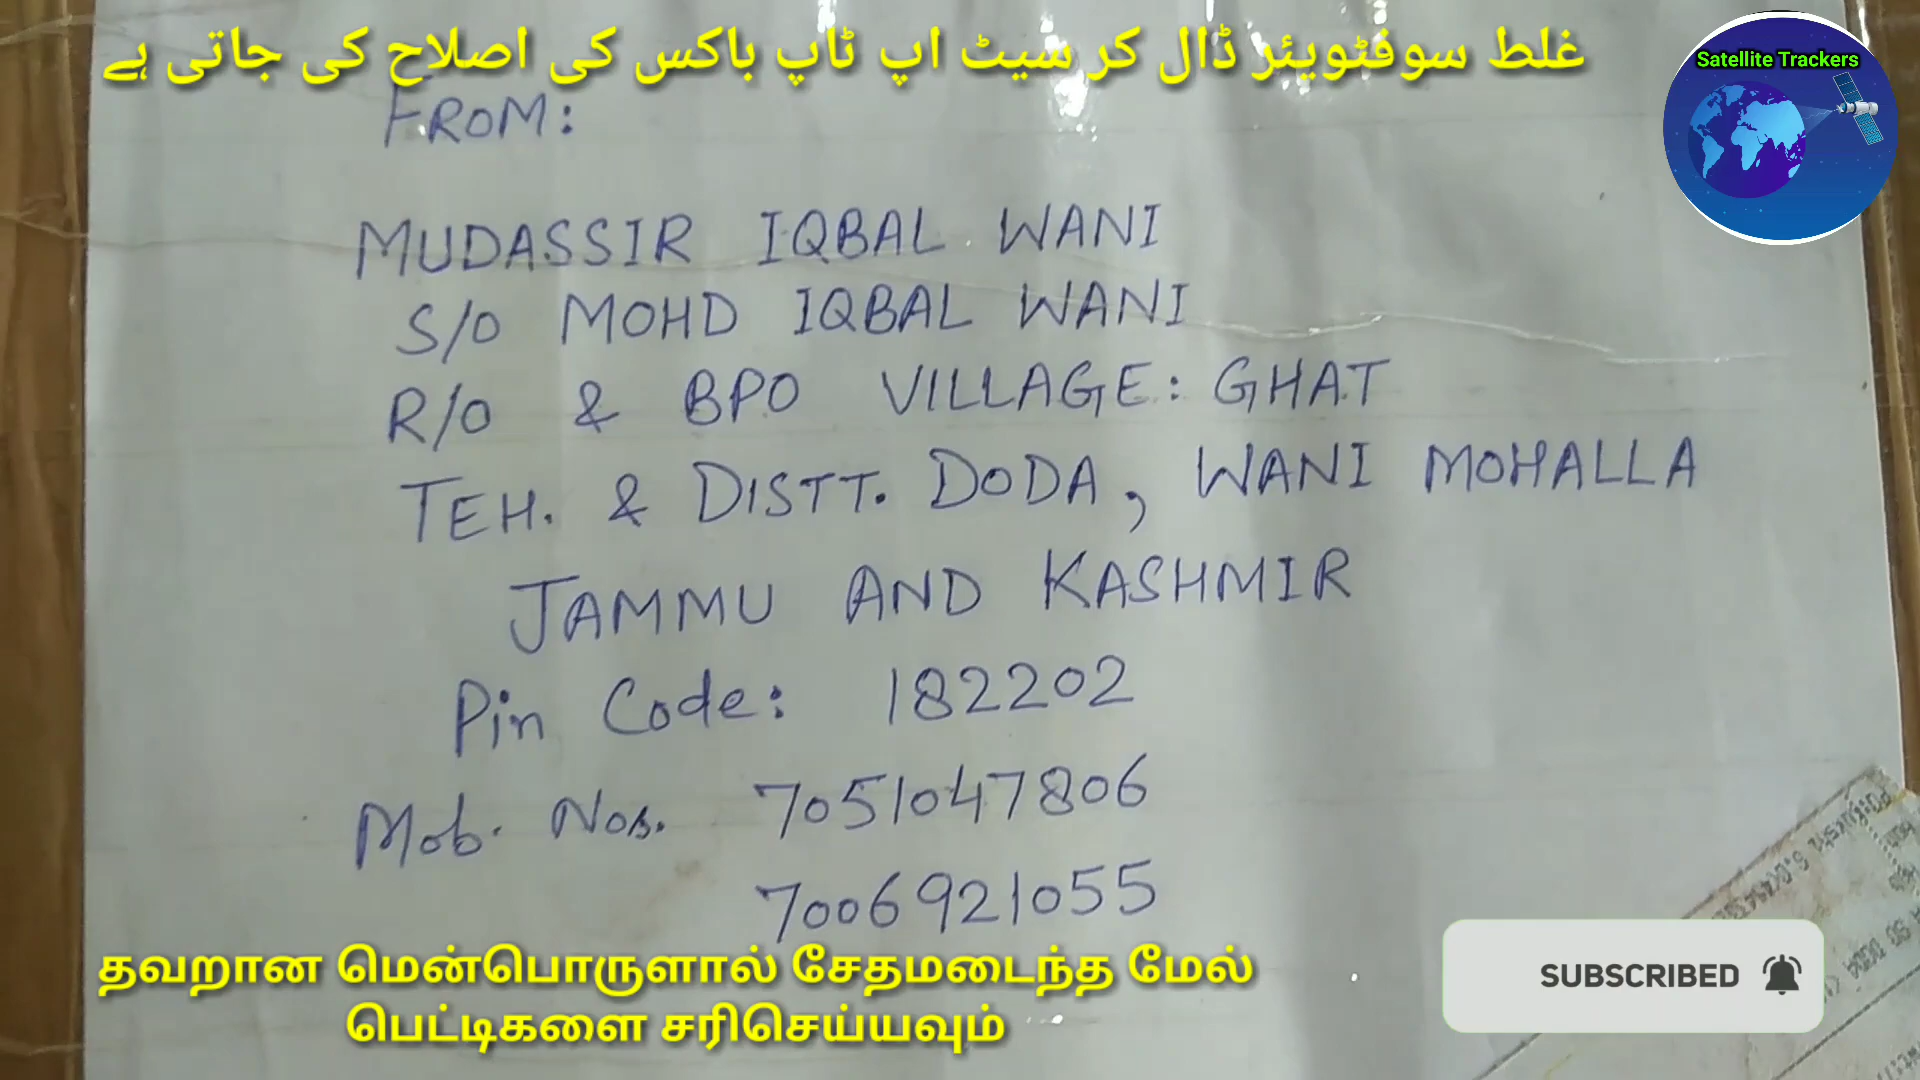 غلط سوفٹویئر ڈال کر سیٹ اپ ٹاپ باکس کی اصلاح کی جاتی ہے
Satellite Trackers
FROM:
MUDASSIR IQBAL WANI
S/O MOHD IQBAL WANI
R/O & BPO VILLAGE: GHAT
TEH. & DISTT. DODA, WANI MOHALLA
JAMMU AND KASHMIR
Pin Code: 182202
Mob. Nos. 7051047806
7006921055
தவறான மென்பொருளால் சேதமடைந்த மேல்
பெட்டிகளை சரிசெய்யவும்
SUBSCRIBED